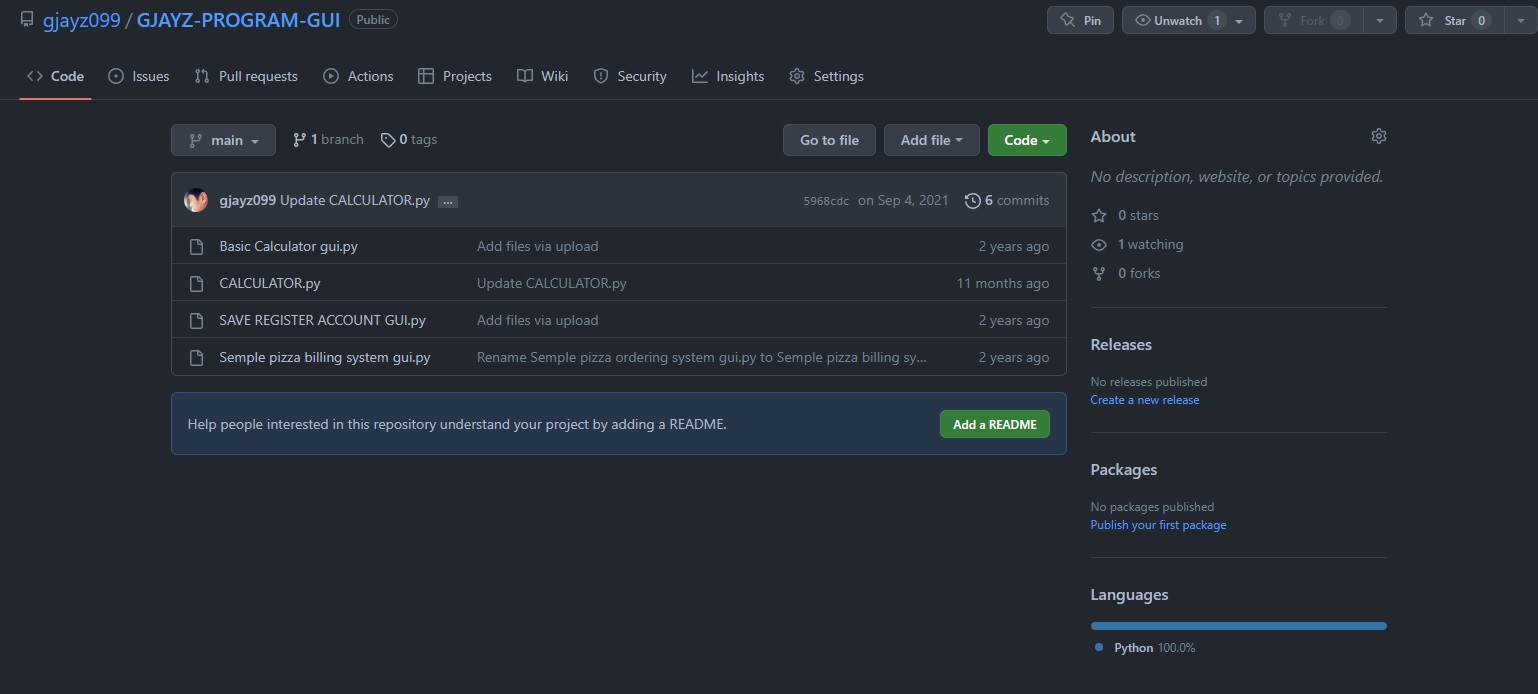 gjayz099 / GJAYZ-PROGRAM-GUI Public
Pin Unwatch 1 Fork 0 Star 0
Code Issues Pull requests Actions Projects Wiki Security Insights Settings
main 1 branch 0 tags Go to file Add file Code
gjayz099 Update CALCULATOR.py ... 5968cdc on Sep 4, 2021 6 commits
Basic Calculator gui.py Add files via upload 2 years ago
CALCULATOR.py Update CALCULATOR.py 11 months ago
SAVE REGISTER ACCOUNT GUI.py Add files via upload 2 years ago
Semple pizza billing system gui.py Rename Semple pizza ordering system gui.py to Semple pizza billing sy... 2 years ago
Help people interested in this repository understand your project by adding a README. Add a README
About
No description, website, or topics provided.
0 stars
1 watching
0 forks
Releases
No releases published
Create a new release
Packages
No packages published
Publish your first package
Languages
Python 100.0%